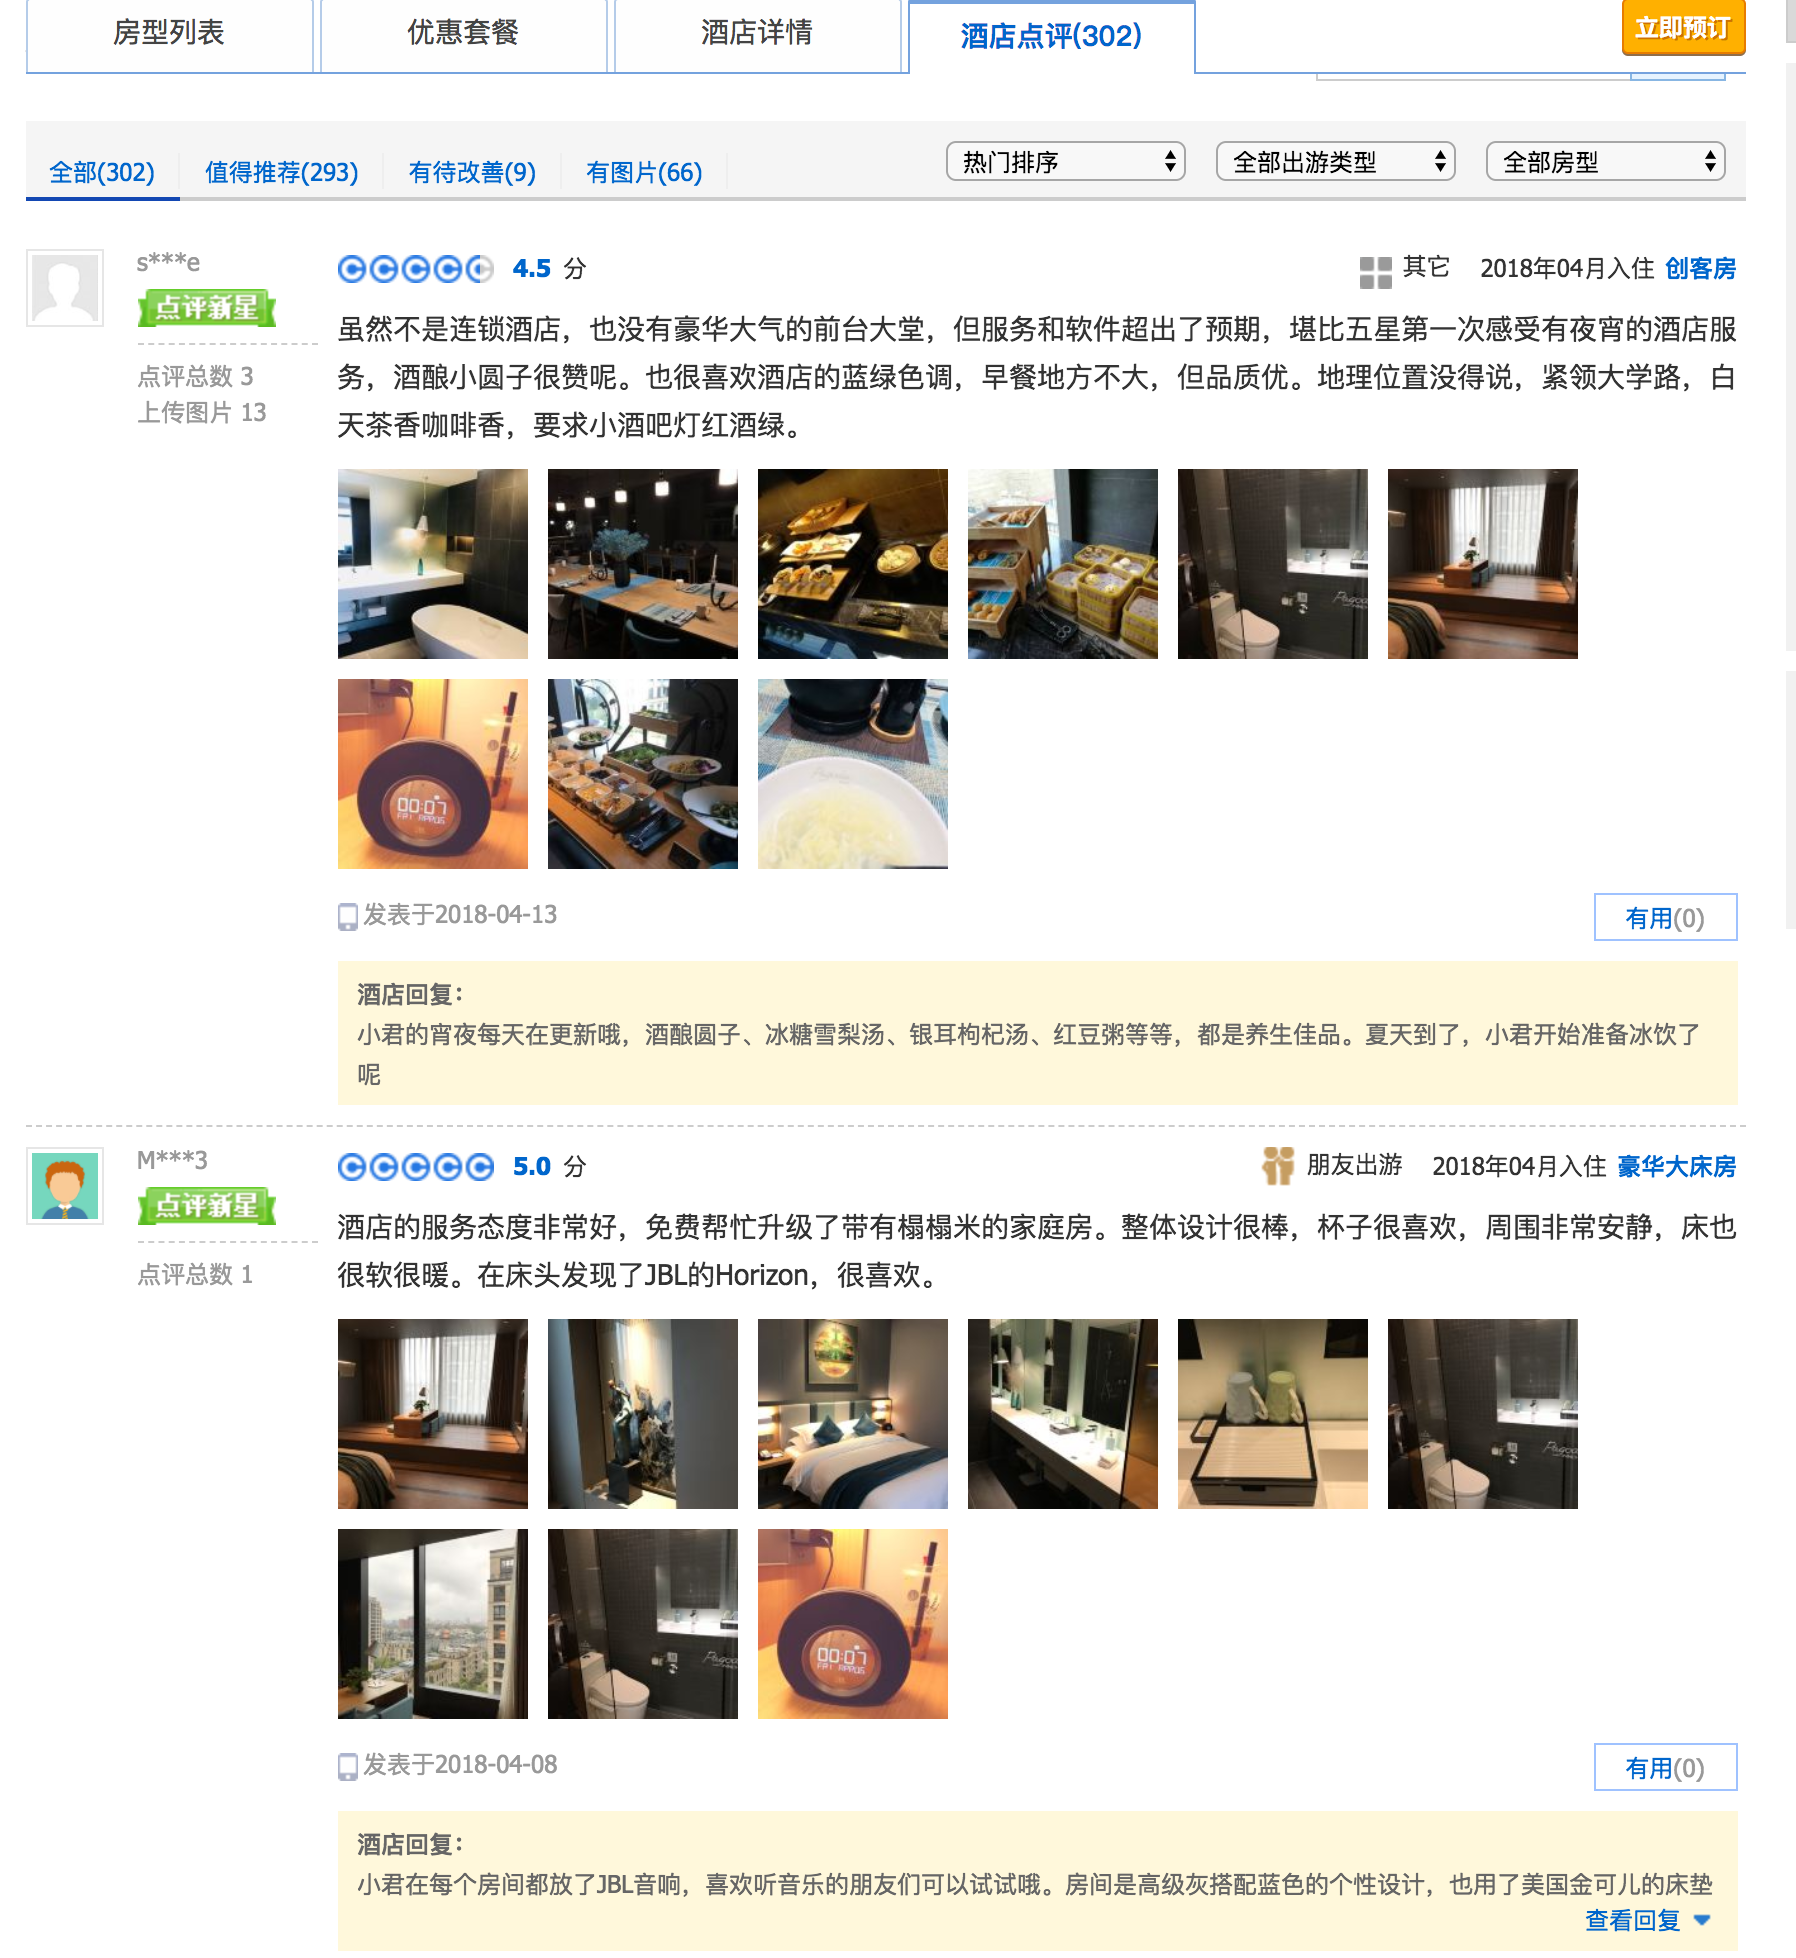 房型列表
优惠套餐
酒店详情
酒店点评(302)
立即预订
全部(302)
值得推荐(293)
有待改善(9)
有图片(66)
热门排序
全部出游类型
全部房型
s***e
点评新星
点评总数 3
上传图片 13
4.5 分
其它
2018年04月入住 创客房
虽然不是连锁酒店，也没有豪华大气的前台大堂，但服务和软件超出了预期，堪比五星第一次感受有夜宵的酒店服
务，酒酿小圆子很赞呢。也很喜欢酒店的蓝绿色调，早餐地方不大，但品质优。地理位置没得说，紧领大学路，白
天茶香咖啡香，要求小酒吧灯红酒绿。
00:07
发表于2018-04-13
有用(0)
酒店回复：
小君的宵夜每天在更新哦，酒酿圆子、冰糖雪梨汤、银耳枸杞汤、红豆粥等等，都是养生佳品。夏天到了，小君开始准备冰饮了
呢
M***3
点评新星
点评总数 1
5.0 分
朋友出游
2018年04月入住 豪华大床房
酒店的服务态度非常好，免费帮忙升级了带有榻榻米的家庭房。整体设计很棒，杯子很喜欢，周围非常安静，床也
很软很暖。在床头发现了JBL的Horizon，很喜欢。
00:07
发表于2018-04-08
有用(0)
酒店回复：
小君在每个房间都放了JBL音响，喜欢听音乐的朋友们可以试试哦。房间是高级灰搭配蓝色的个性设计，也用了美国金可儿的床垫
查看回复